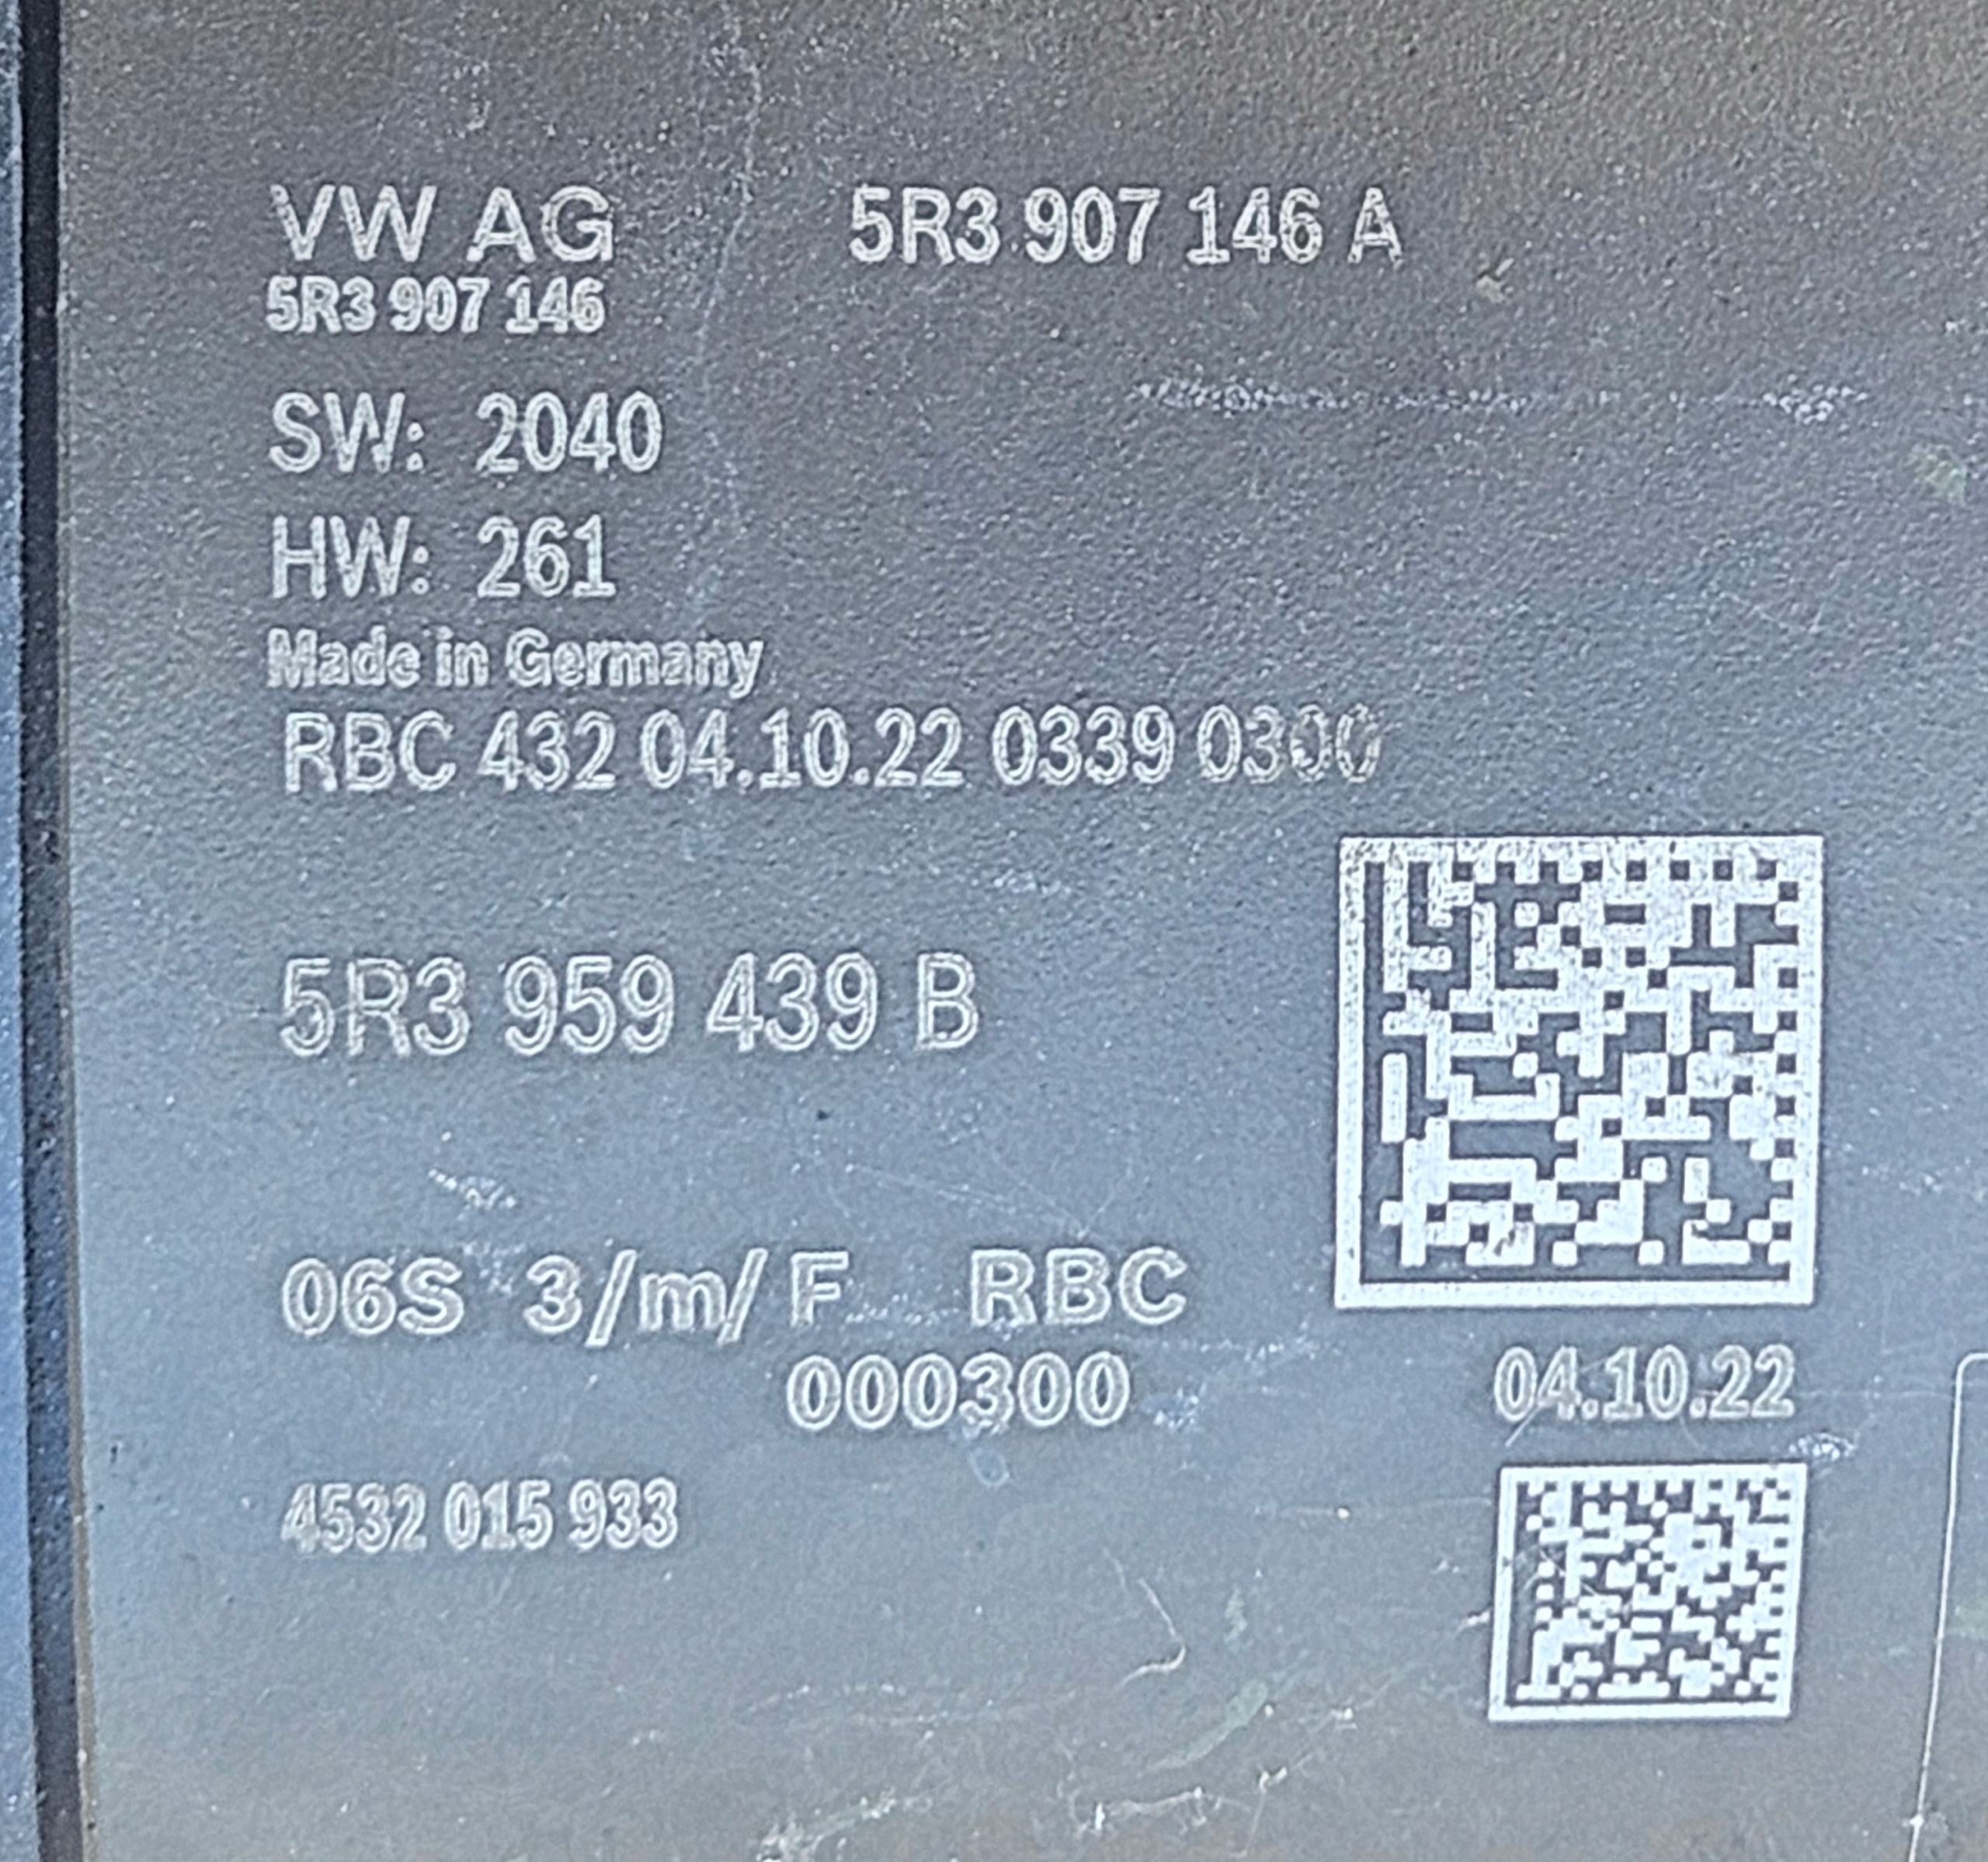 VW AG 5R3 907 146 A
5R3 907 146
SW: 2040
HW: 261
Made in Germany
RBC 432 04.10.22 0339 0300
5R3 959 439 B
06S 3/m/F RBC
000300
04.10.22
4532 015 933